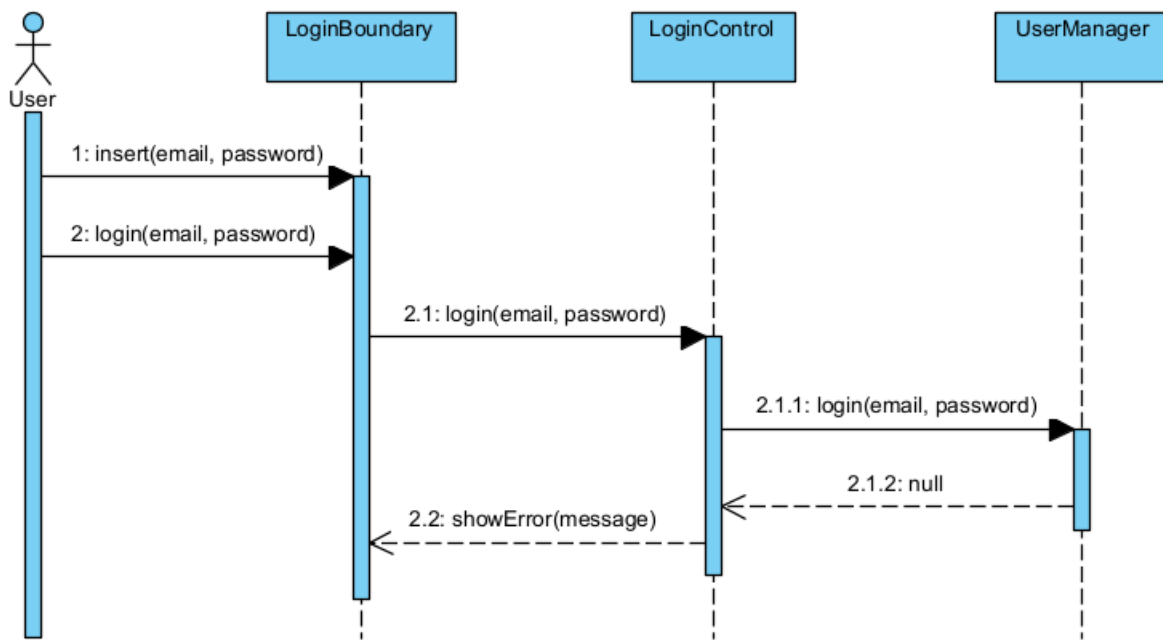 LoginBoundary
LoginControl
UserManager
User
1: insert(email, password)
2: login(email, password)
2.1: login(email, password)
2.1.1: login(email, password)
2.1.2: null
2.2: showError(message)